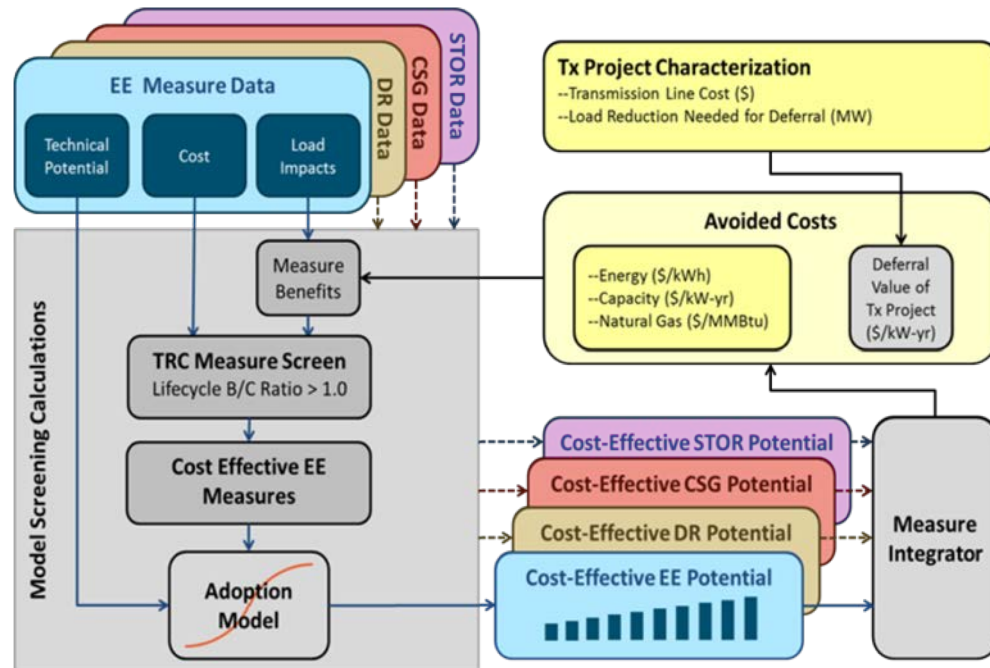 EE Measure Data
DR Data
CSG Data
STOR Data
Technical
Potential
Cost
Load
Impacts
Tx Project Characterization
--Transmission Line Cost ($)
--Load Reduction Needed for Deferral (MW)
Avoided Costs
--Energy ($/kWh)
--Capacity ($/kW-yr)
--Natural Gas ($/MMBtu)
Deferral
Value of
Tx Project
($/kW-yr)
Model Screening Calculations
Measure
Benefits
TRC Measure Screen
Lifecycle B/C Ratio > 1.0
Cost Effective EE
Measures
Adoption
Model
Cost-Effective STOR Potential
Cost-Effective CSG Potential
Cost-Effective DR Potential
Cost-Effective EE Potential
Measure
Integrator